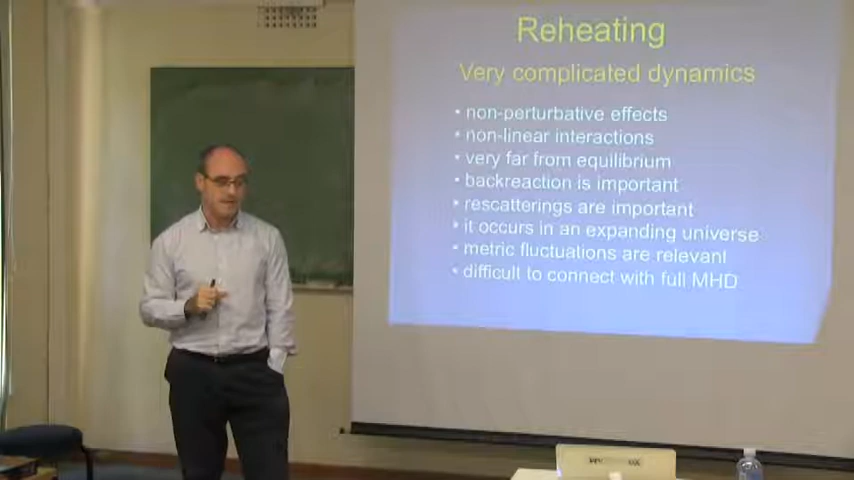 Reheating
Very complicated dynamics
• non-perturbative effects
• non-linear interactions
• very far from equilibrium
• backreaction is important
• rescatterings are important
• it occurs in an expanding universe
• metric fluctuations are relevant
• difficult to connect with full MHD